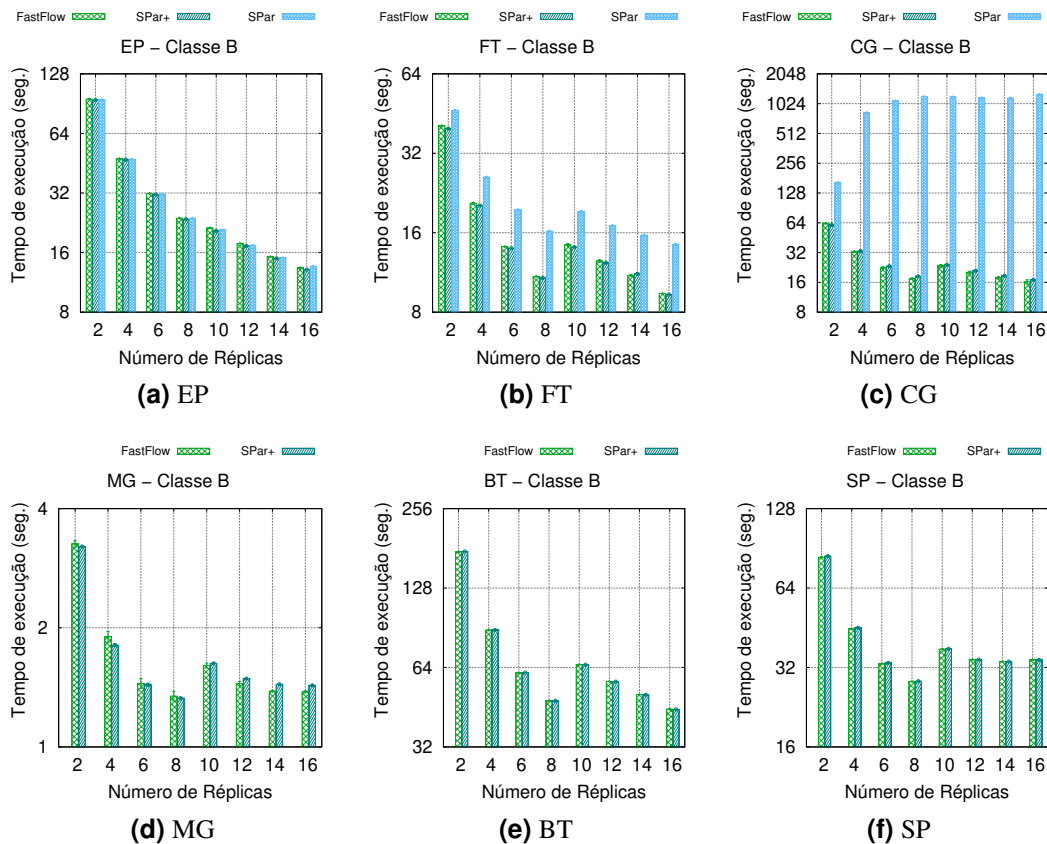 FastFlow SPar+ SPar
EP – Classe B
Tempo de execução (seg.)
128
64
32
16
8
2 4 6 8 10 12 14 16
Número de Réplicas
(a) EP
FastFlow SPar+ SPar
FT – Classe B
Tempo de execução (seg.)
64
32
16
8
2 4 6 8 10 12 14 16
Número de Réplicas
(b) FT
FastFlow SPar+ SPar
CG – Classe B
Tempo de execução (seg.)
2048
1024
512
256
128
64
32
16
8
2 4 6 8 10 12 14 16
Número de Réplicas
(c) CG
FastFlow SPar+
MG – Classe B
Tempo de execução (seg.)
4
2
1
2 4 6 8 10 12 14 16
Número de Réplicas
(d) MG
FastFlow SPar+
BT – Classe B
Tempo de execução (seg.)
256
128
64
32
2 4 6 8 10 12 14 16
Número de Réplicas
(e) BT
FastFlow SPar+
SP – Classe B
Tempo de execução (seg.)
128
64
32
16
2 4 6 8 10 12 14 16
Número de Réplicas
(f) SP